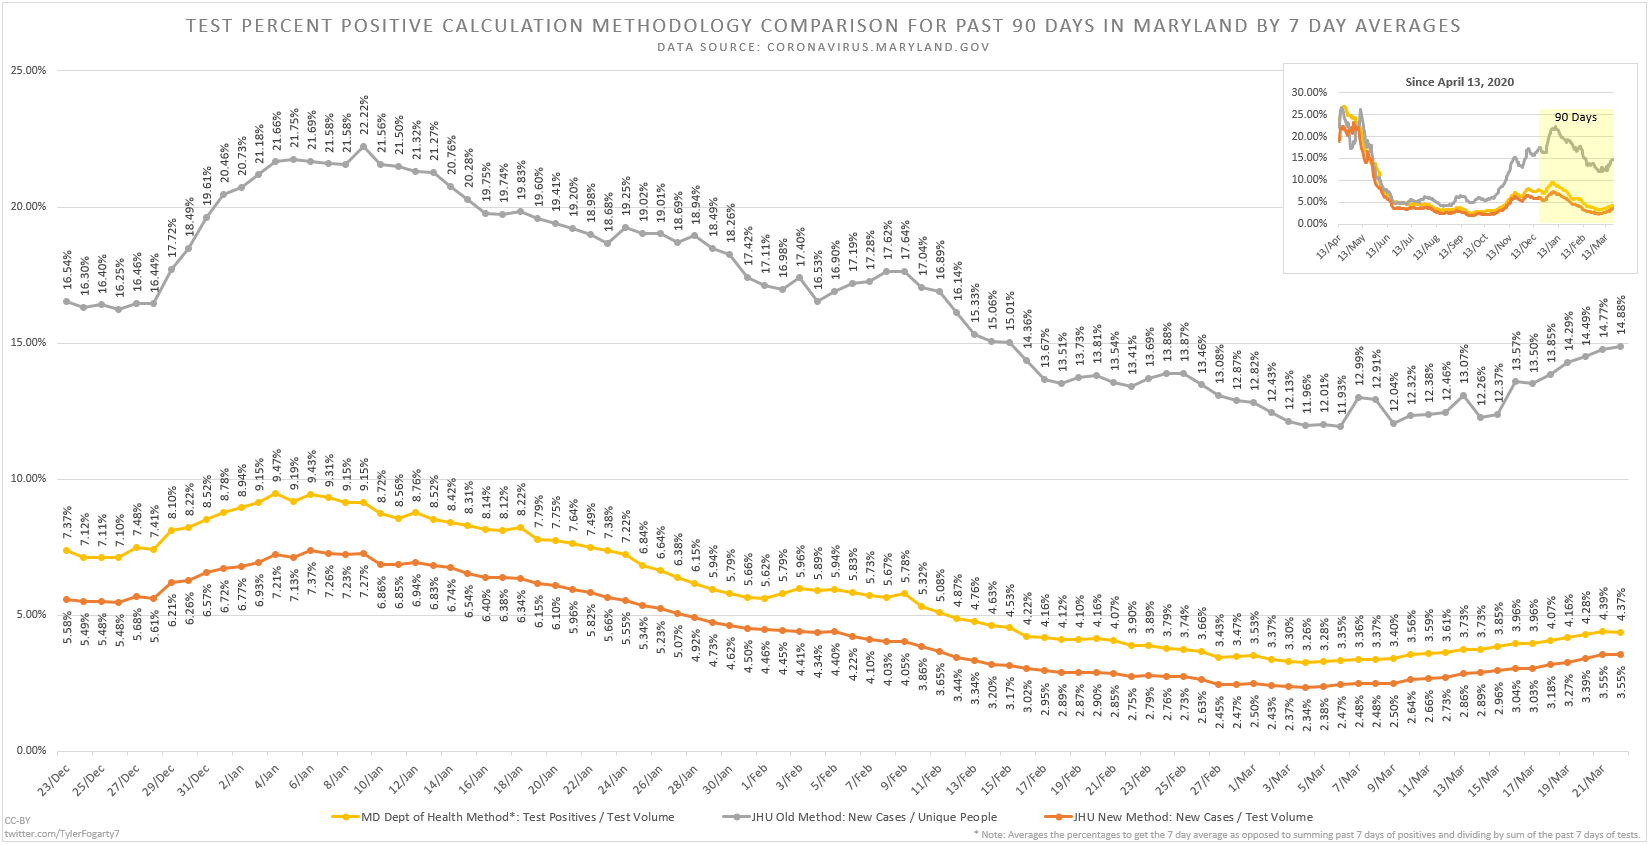 TEST PERCENT POSITIVE CALCULATION METHODOLOGY COMPARISON FOR PAST 90 DAYS IN MARYLAND BY 7 DAY AVERAGES
DATA SOURCE: CORONAVIRUS.MARYLAND.GOV
25.00%
20.00%
15.00%
10.00%
5.00%
0.00%
16.54% 16.30% 16.40% 16.25% 16.46% 16.44% 17.72% 18.49% 19.61% 20.46% 20.73% 21.18% 21.66% 21.75% 21.69% 21.58% 21.58% 22.22% 21.56% 21.50% 21.32% 21.27% 20.76% 20.28% 19.75% 19.74% 19.83% 19.60% 19.41% 19.20% 18.98% 18.68% 19.25% 19.02% 19.01% 18.69% 18.94% 18.49% 18.26% 17.42% 17.11% 16.98% 17.40% 16.53% 16.90% 17.19% 17.28% 17.62% 17.64% 17.04% 16.89% 16.14% 15.33% 15.06% 15.01% 14.36% 13.67% 13.51% 13.73% 13.81% 13.54% 13.41% 13.69% 13.88% 13.87% 13.46% 13.08% 12.87% 12.82% 12.43% 12.13% 11.96% 12.01% 11.93% 12.99% 12.91% 12.04% 12.32% 12.38% 12.46% 13.07% 12.26% 12.37% 13.57% 13.50% 13.85% 14.29% 14.49% 14.77% 14.88%
7.37% 7.12% 7.11% 7.10% 7.48% 7.41% 8.10% 8.22% 8.52% 8.78% 8.94% 9.15% 9.47% 9.19% 9.43% 9.31% 9.15% 9.15% 8.72% 8.56% 8.76% 8.52% 8.42% 8.31% 8.14% 8.12% 8.22% 7.79% 7.75% 7.64% 7.49% 7.38% 7.22% 6.84% 6.64% 6.38% 6.15% 5.94% 5.79% 5.66% 5.62% 5.79% 5.96% 5.89% 5.94% 5.83% 5.73% 5.67% 5.78% 5.32% 5.08% 4.87% 4.76% 4.63% 4.53% 4.22% 4.16% 4.12% 4.10% 4.16% 4.07% 3.90% 3.89% 3.79% 3.74% 3.66% 3.43% 3.47% 3.53% 3.37% 3.30% 3.26% 3.28% 3.35% 3.36% 3.37% 3.40% 3.56% 3.59% 3.61% 3.73% 3.73% 3.85% 3.96% 3.96% 4.07% 4.16% 4.28% 4.39% 4.37%
5.58% 5.49% 5.48% 5.48% 5.68% 5.61% 6.21% 6.26% 6.57% 6.72% 6.77% 6.93% 7.21% 7.13% 7.37% 7.26% 7.23% 7.27% 6.86% 6.85% 6.94% 6.83% 6.74% 6.54% 6.40% 6.38% 6.34% 6.15% 6.10% 5.96% 5.82% 5.66% 5.55% 5.34% 5.23% 5.07% 4.92% 4.73% 4.62% 4.50% 4.46% 4.45% 4.41% 4.34% 4.40% 4.22% 4.10% 4.03% 4.05% 3.86% 3.65% 3.44% 3.34% 3.20% 3.17% 3.02% 2.95% 2.89% 2.87% 2.90% 2.85% 2.75% 2.79% 2.76% 2.73% 2.63% 2.45% 2.47% 2.50% 2.43% 2.37% 2.34% 2.38% 2.47% 2.48% 2.48% 2.50% 2.64% 2.66% 2.73% 2.86% 2.89% 2.96% 3.04% 3.03% 3.18% 3.27% 3.39% 3.55% 3.55%
23/Dec 25/Dec 27/Dec 29/Dec 31/Dec 2/Jan 4/Jan 6/Jan 8/Jan 10/Jan 12/Jan 14/Jan 16/Jan 18/Jan 20/Jan 22/Jan 24/Jan 26/Jan 28/Jan 30/Jan 1/Feb 3/Feb 5/Feb 7/Feb 9/Feb 11/Feb 13/Feb 15/Feb 17/Feb 19/Feb 21/Feb 23/Feb 25/Feb 27/Feb 1/Mar 3/Mar 5/Mar 7/Mar 9/Mar 11/Mar 13/Mar 15/Mar 17/Mar 19/Mar 21/Mar
Since April 13, 2020
30.00%
25.00%
20.00%
15.00%
10.00%
5.00%
0.00%
90 Days
13/Apr 13/May 13/Jun 13/Jul 13/Aug 13/Sep 13/Oct 13/Nov 13/Dec 13/Jan 13/Feb 13/Mar
MD Dept of Health Method*: Test Positives / Test Volume JHU Old Method: New Cases / Unique People JHU New Method: New Cases / Test Volume
CC-BY
twitter.com/TylerFogarty7
* Note: Averages the percentages to get the 7 day average as opposed to summing past 7 days of positives and dividing by sum of the past 7 days of tests.